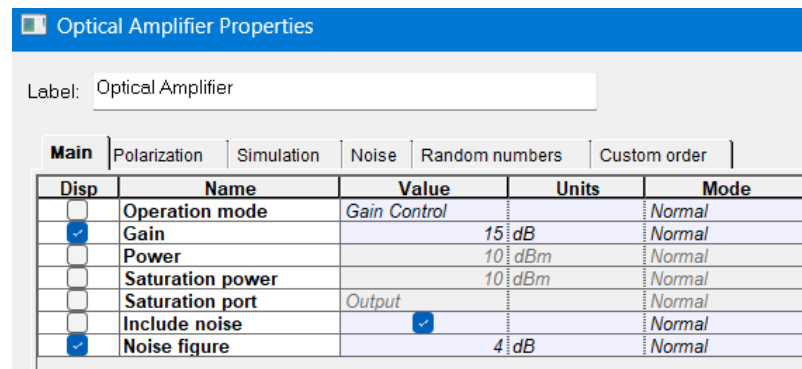 Optical Amplifier Properties
Label: Optical Amplifier
Main Polarization Simulation Noise Random numbers Custom order
Disp Name Value Units Mode
Operation mode Gain Control Normal
Gain 15 dB Normal
Power 10 dBm Normal
Saturation power 10 dBm Normal
Saturation port Output Normal
Include noise Normal
Noise figure 4 dB Normal